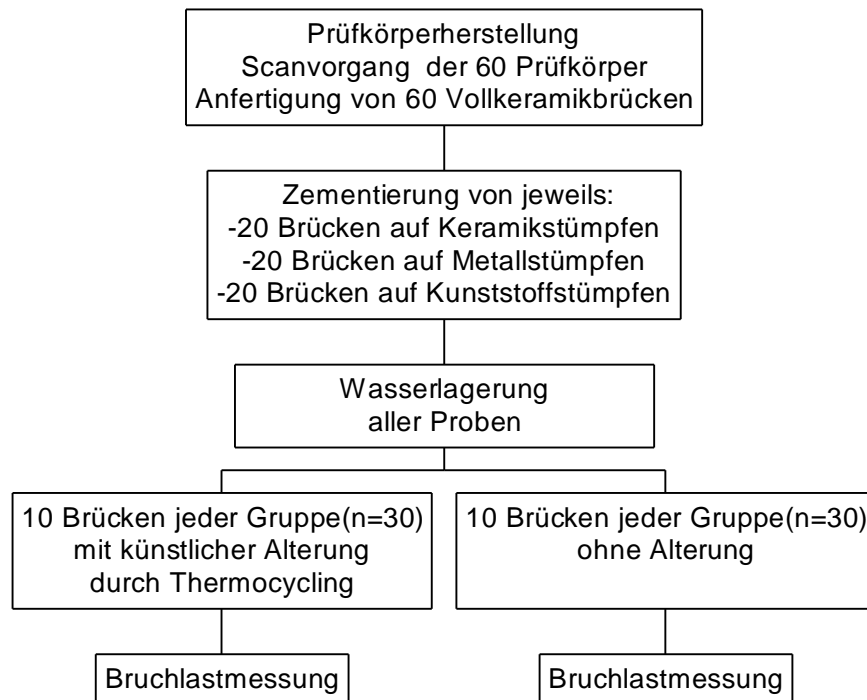 Prüfkörperherstellung
Scanvorgang der 60 Prüfkörper
Anfertigung von 60 Vollkeramikbrücken
Zementierung von jeweils:
-20 Brücken auf Keramikstümpfen
-20 Brücken auf Metallstümpfen
-20 Brücken auf Kunststoffstümpfen
Wasserlagerung
aller Proben
10 Brücken jeder Gruppe(n=30)
mit künstlicher Alterung
durch Thermocycling
10 Brücken jeder Gruppe(n=30)
ohne Alterung
Bruchlastmessung
Bruchlastmessung